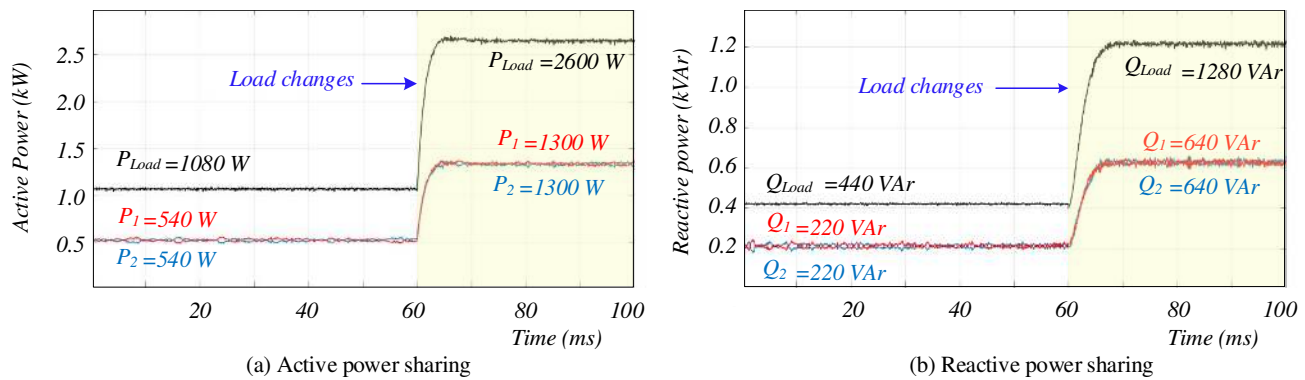 Active Power (kW)
2.5
2.0
1.5
1.0
0.5
P_Load =2600 W
Load changes
P_1 =1300 W
P_Load =1080 W
P_2 =1300 W
P_1 =540 W
P_2 =540 W
20
40
60
80
100
Time (ms)
(a) Active power sharing
Reactive power (kVAr)
1.2
1.0
0.8
0.6
0.4
0.2
Q_Load =1280 VAr
Load changes
Q_1=640 VAr
Q_Load =440 VAr
Q_2 =640 VAr
Q_1 =220 VAr
Q_2 =220 VAr
20
40
60
80
100
Time (ms)
(b) Reactive power sharing